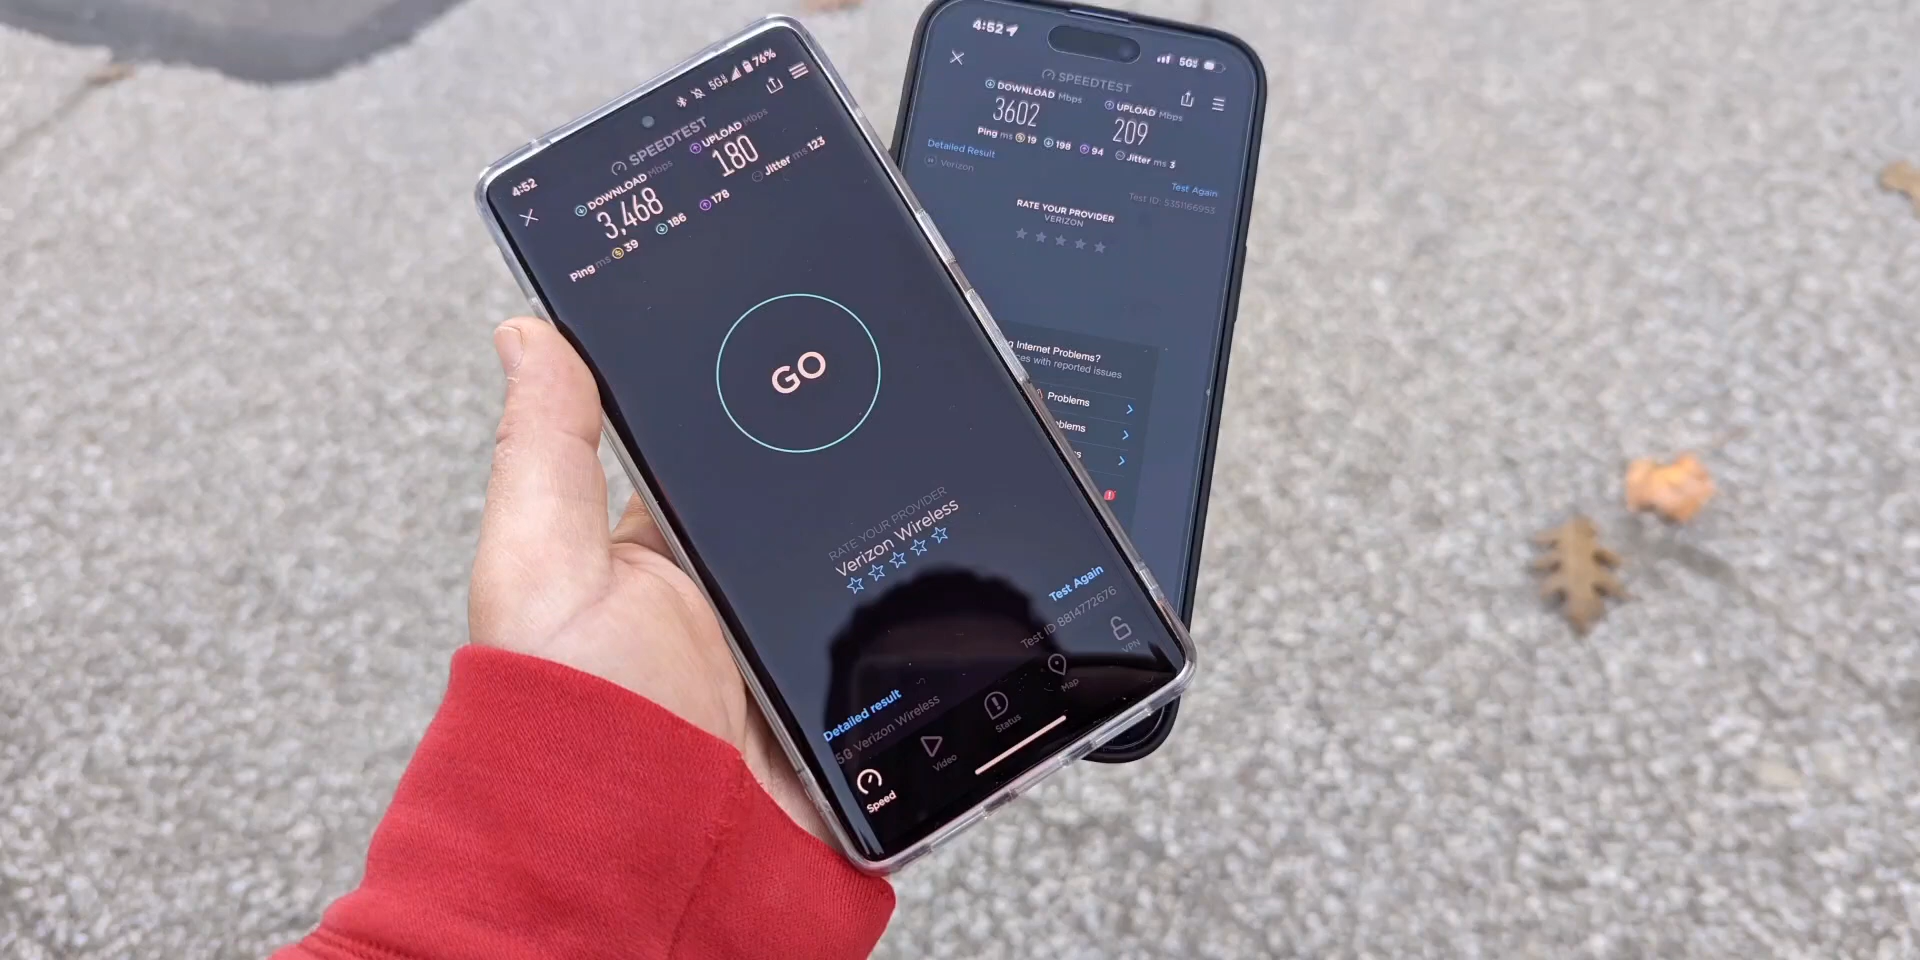 4:52
5G
76%
SPEEDTEST
DOWNLOAD Mbps
3,468
UPLOAD Mbps
180
Ping ms 39 186 178 Jitter ms 123
GO
RATE YOUR PROVIDER
Verizon Wireless
Test Again
Test ID 8814772676
Detailed result
5G Verizon Wireless
Speed
Video
Status
Map
VPN
4:52
5G
SPEEDTEST
DOWNLOAD Mbps
3602
UPLOAD Mbps
209
Ping ms 19 198 94 Jitter ms 3
Detailed Result
Verizon
Test Again
Test ID: 5351166953
RATE YOUR PROVIDER
VERIZON
Internet Problems?
with reported issues
Problems